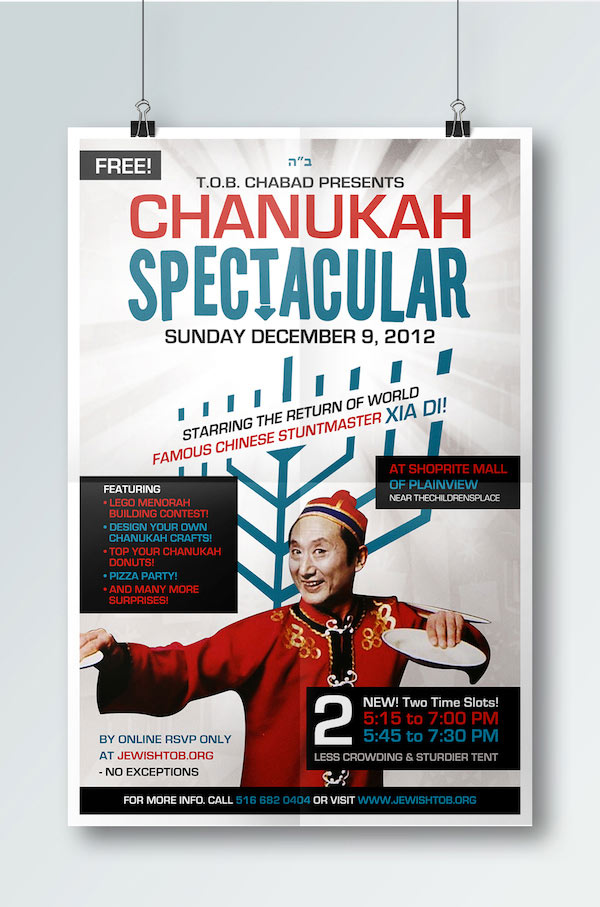 FREE!
ב"ה
T.O.B. CHABAD PRESENTS
CHANUKAH
SPECTACULAR
SUNDAY DECEMBER 9, 2012
STARRING THE RETURN OF WORLD
FAMOUS CHINESE STUNTMASTER XIA DI!
AT SHOPRITE MALL
OF PLAINVIEW
NEAR THECHILDRENSPLACE
FEATURING
• LEGO MENORAH
BUILDING CONTEST!
• DESIGN YOUR OWN
CHANUKAH CRAFTS!
• TOP YOUR CHANUKAH
DONUTS!
• PIZZA PARTY!
• AND MANY MORE
SURPRISES!
2
NEW! Two Time Slots!
5:15 to 7:00 PM
5:45 to 7:30 PM
LESS CROWDING & STURDIER TENT
BY ONLINE RSVP ONLY
AT JEWISHTOB.ORG
- NO EXCEPTIONS
FOR MORE INFO. CALL 516 682 0404 OR VISIT WWW.JEWISHTOB.ORG